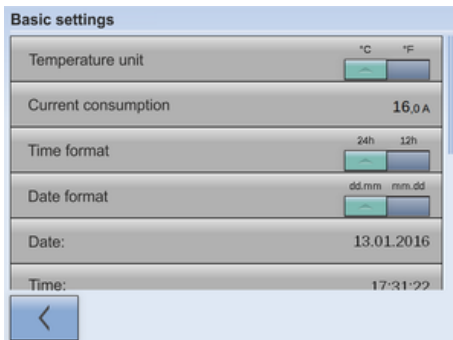 Basic settings
°C °F
Temperature unit
Current consumption 16,0 A
24h 12h
Time format
dd.mm mm.dd
Date format
Date: 13.01.2016
Time: 17:31:22